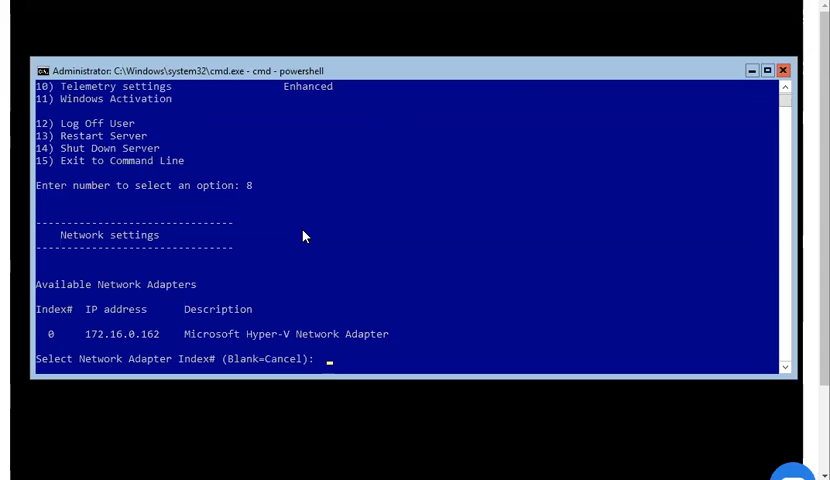 Administrator: C:\Windows\system32\cmd.exe - cmd - powershell
10) Telemetry settings Enhanced
11) Windows Activation
12) Log Off User
13) Restart Server
14) Shut Down Server
15) Exit to Command Line
Enter number to select an option: 8
--------------------------------
Network settings
--------------------------------
Available Network Adapters
Index# IP address Description
0 172.16.0.162 Microsoft Hyper-V Network Adapter
Select Network Adapter Index# (Blank=Cancel):